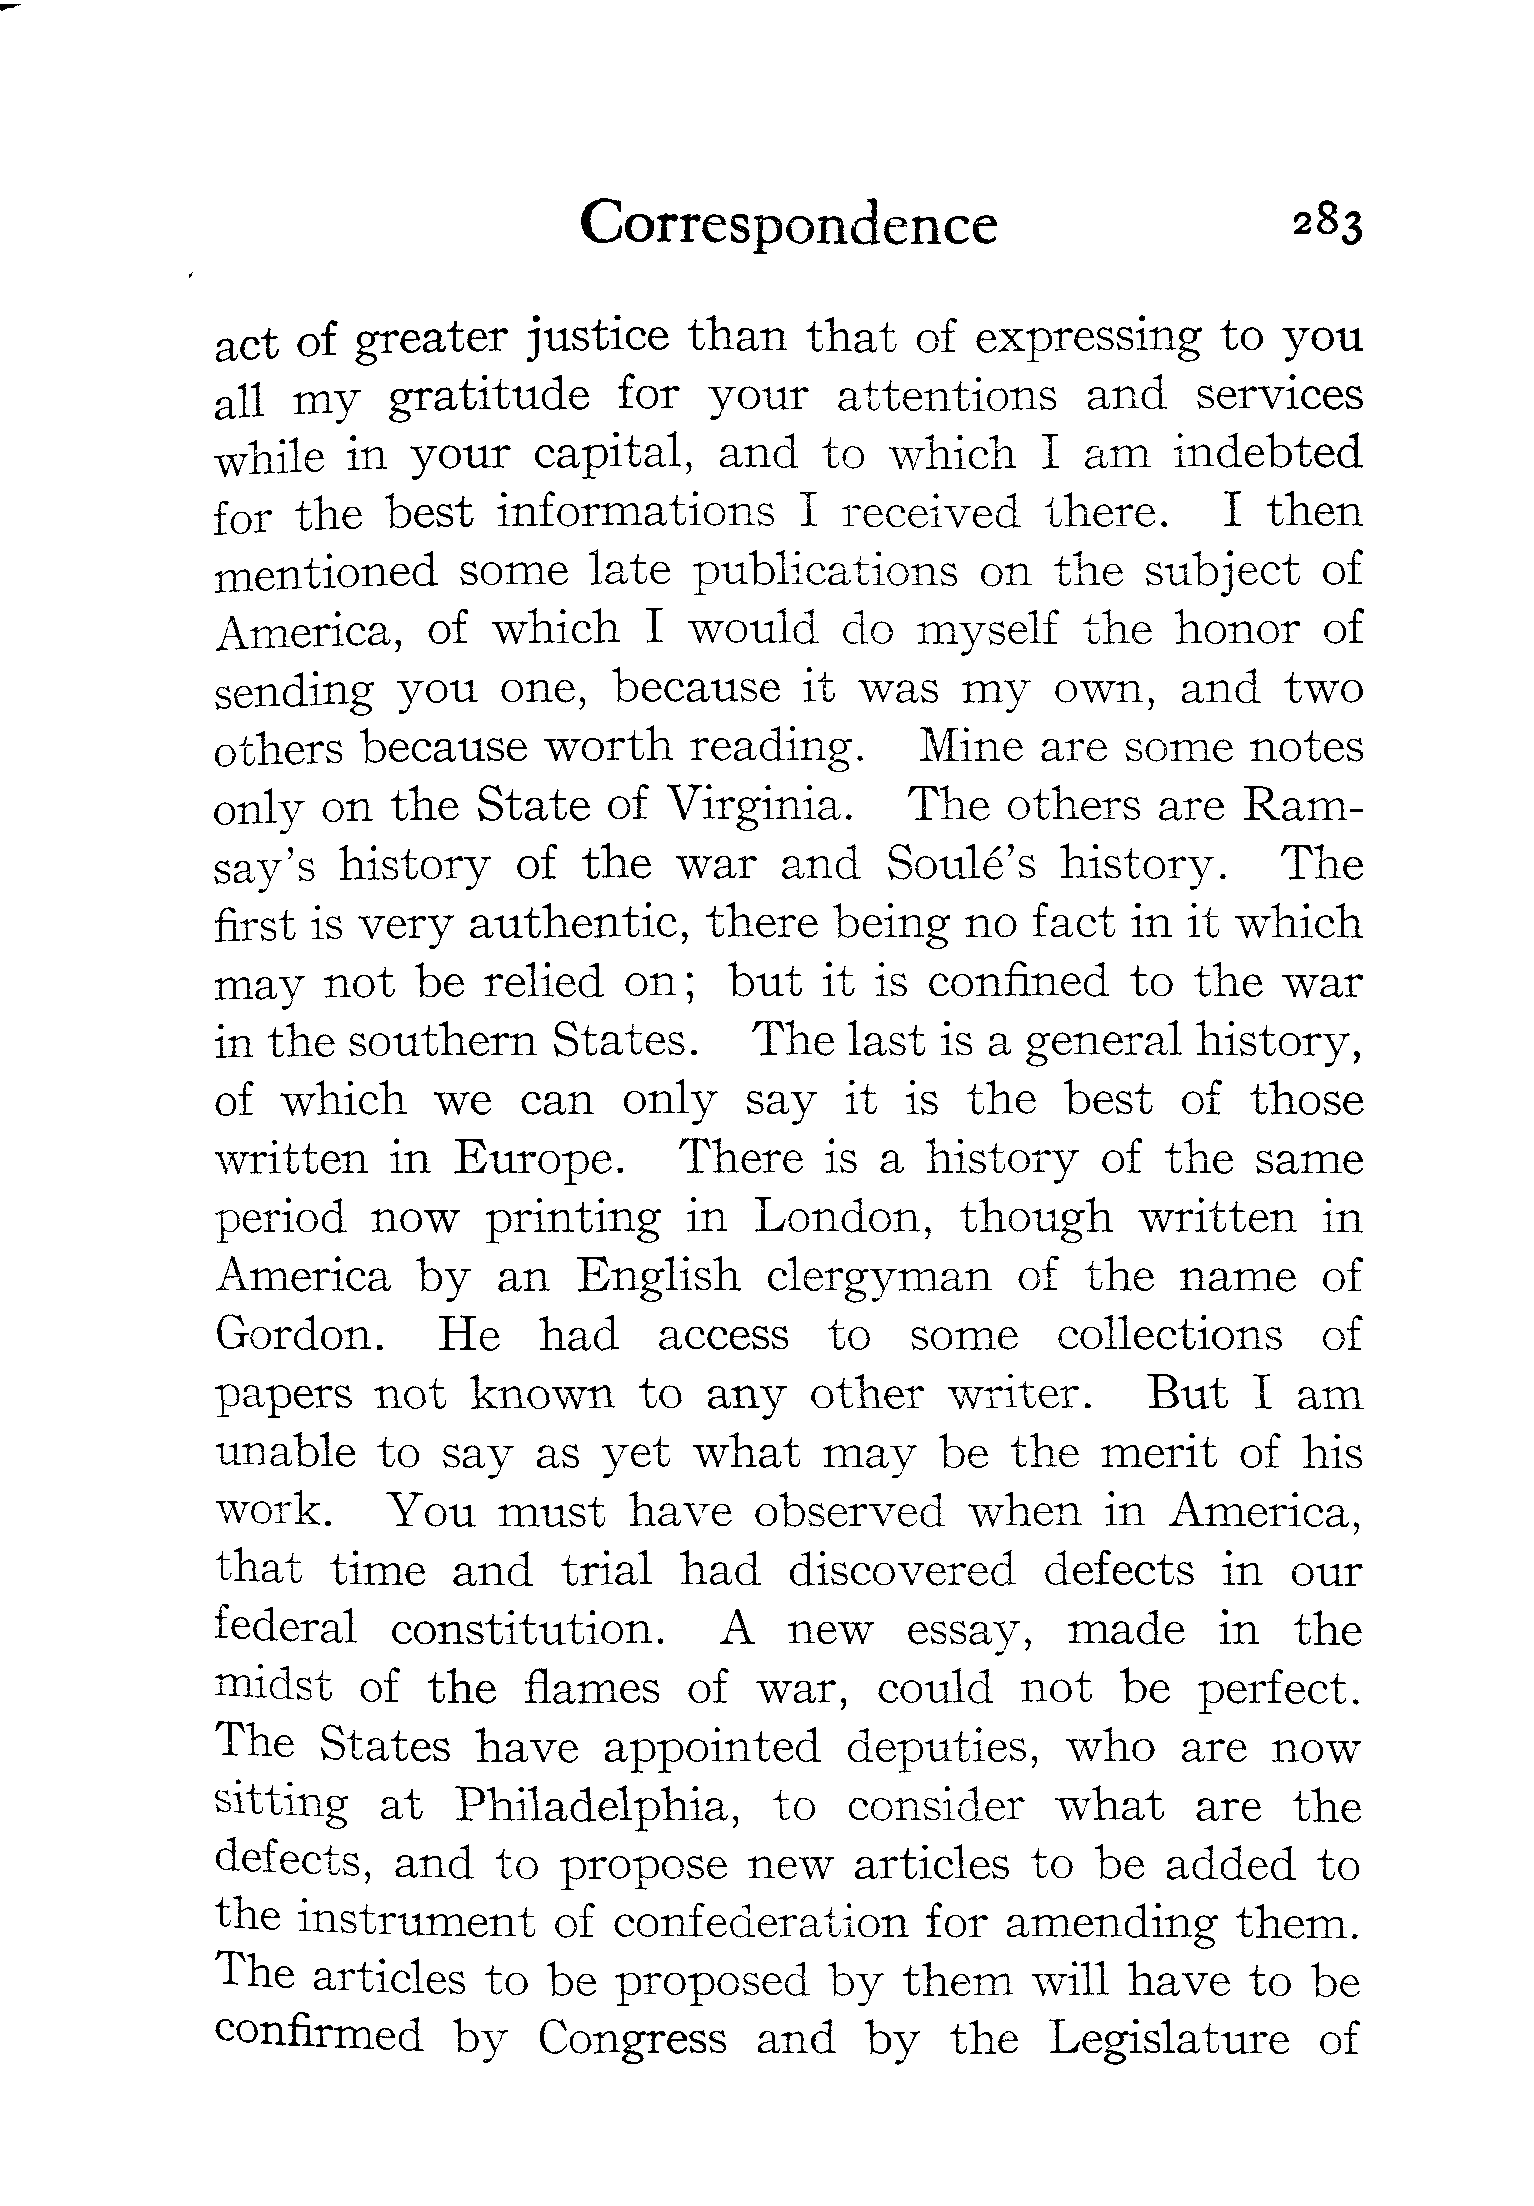 Correspondence 283
act of greater justice than that of expressing to you
all my gratitude for your attentions and services
while in your capital, and to which I am indebted
for the best informations I received there. I then
mentioned some late publications on the subject of
America, of which I would do myself the honor of
sending you one, because it was my own, and two
others because worth reading. Mine are some notes
only on the State of Virginia. The others are Ram-
say's history of the war and Soulé's history. The
first is very authentic, there being no fact in it which
may not be relied on; but it is confined to the war
in the southern States. The last is a general history,
of which we can only say it is the best of those
written in Europe. There is a history of the same
period now printing in London, though written in
America by an English clergyman of the name of
Gordon. He had access to some collections of
papers not known to any other writer. But I am
unable to say as yet what may be the merit of his
work. You must have observed when in America,
that time and trial had discovered defects in our
federal constitution. A new essay, made in the
midst of the flames of war, could not be perfect.
The States have appointed deputies, who are now
sitting at Philadelphia, to consider what are the
defects, and to propose new articles to be added to
the instrument of confederation for amending them.
The articles to be proposed by them will have to be
confirmed by Congress and by the Legislature of